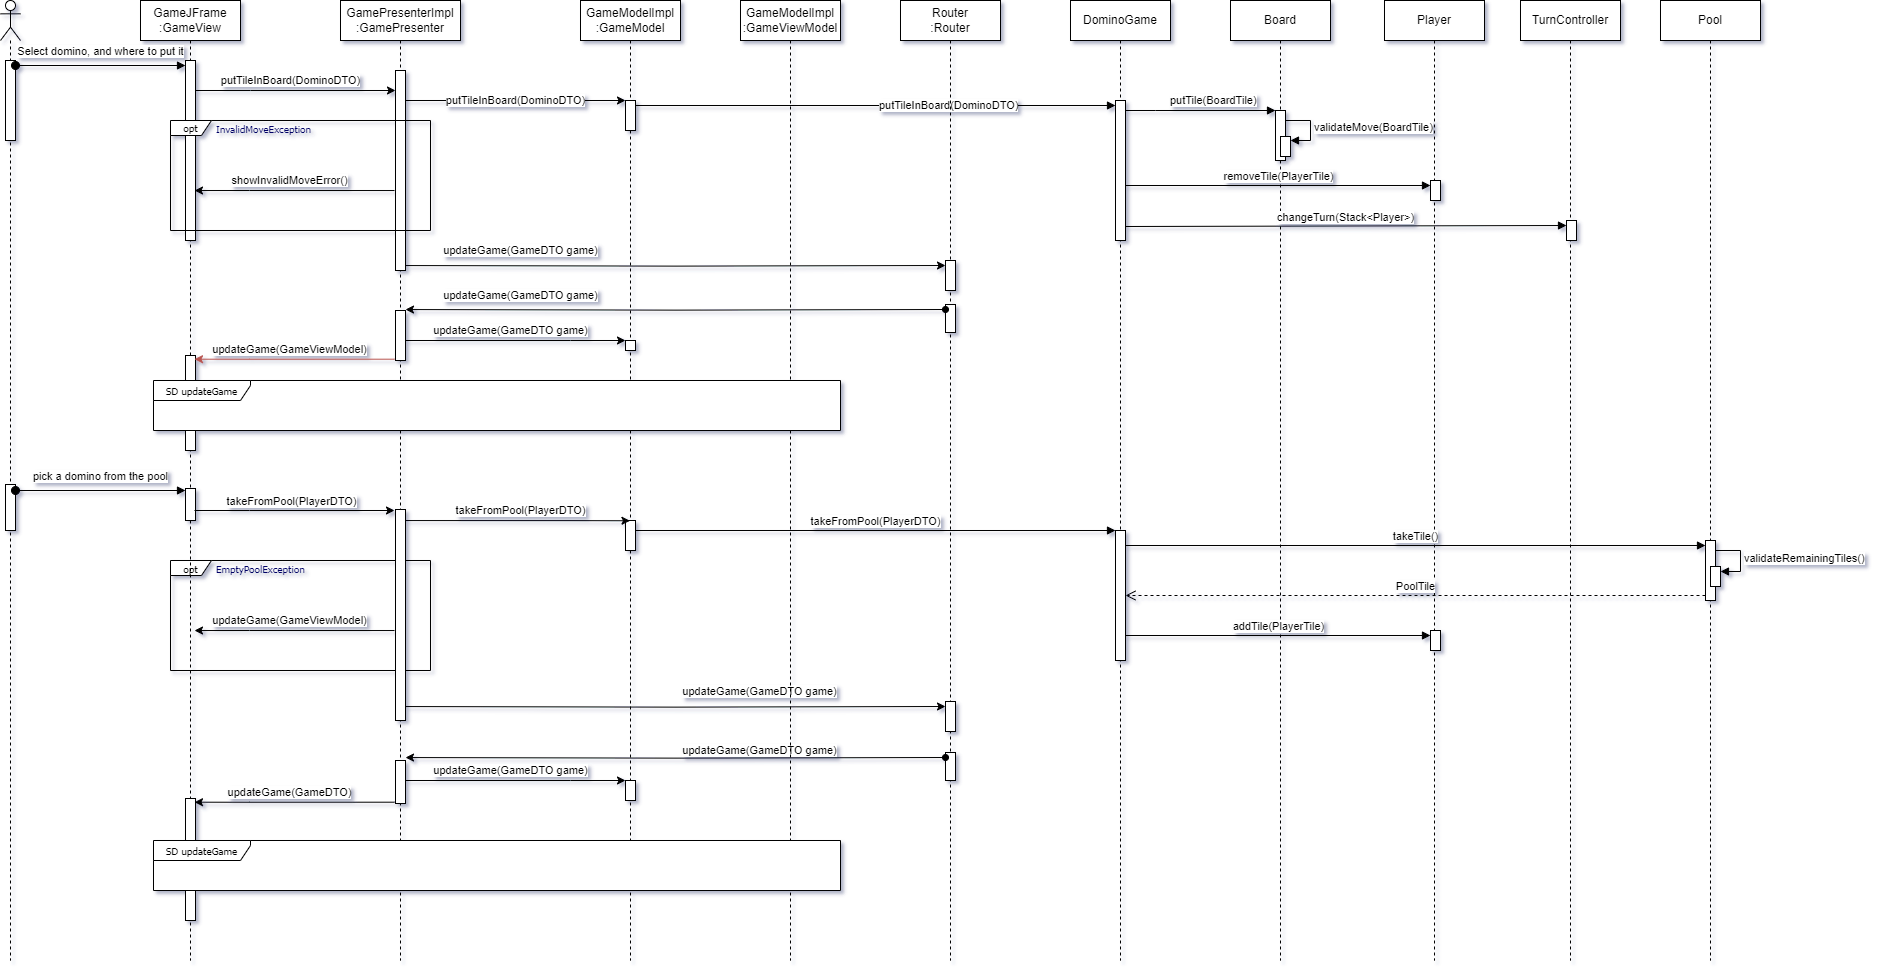 GameJFrame
:GameView
GamePresenterImpl
:GamePresenter
GameModelImpl
:GameModel
GameModelImpl
:GameViewModel
Router
:Router
DominoGame
Board
Player
TurnController
Pool
Select domino, and where to put it
putTileInBoard(DominoDTO)
putTileInBoard(DominoDTO)
putTileInBoard(DominoDTO)
putTile(BoardTile)
validateMove(BoardTile)
opt
InvalidMoveException
showInvalidMoveError()
removeTile(PlayerTile)
changeTurn(Stack<Player>)
updateGame(GameDTO game)
updateGame(GameDTO game)
updateGame(GameDTO game)
updateGame(GameViewModel)
SD updateGame
pick a domino from the pool
takeFromPool(PlayerDTO)
takeFromPool(PlayerDTO)
takeFromPool(PlayerDTO)
takeTile()
validateRemainingTiles()
opt
EmptyPoolException
PoolTile
updateGame(GameViewModel)
addTile(PlayerTile)
updateGame(GameDTO game)
updateGame(GameDTO game)
updateGame(GameDTO game)
updateGame(GameDTO)
SD updateGame